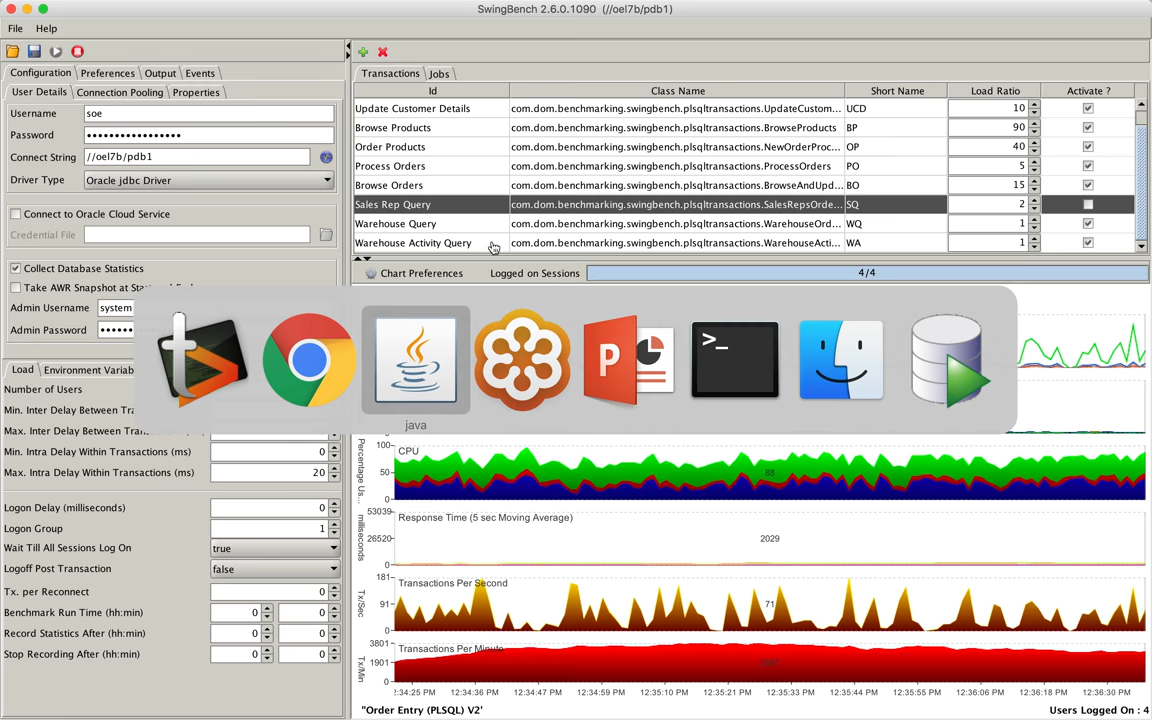 SwingBench 2.6.0.1090 (//oel7b/pdb1)
File Help
Configuration Preferences Output Events
User Details Connection Pooling Properties
Username soe
Password ••••••••••••••••
Connect String //oel7b/pdb1
Driver Type Oracle jdbc Driver
Connect to Oracle Cloud Service
Credential File
Collect Database Statistics
Take AWR Snapshot at
Admin Username system
Admin Password
Load Environment Variab
Number of Users
Min. Inter Delay Between Tra
Max. Inter Delay Between
Min. Intra Delay Within Transactions (ms) 0
Max. Intra Delay Within Transactions (ms) 20
Logon Delay (milliseconds) 0
Logon Group 1
Wait Till All Sessions Log On true
Logoff Post Transaction false
Tx. per Reconnect 0
Benchmark Run Time (hh:mm) 0 0
Record Statistics After (hh:mm) 0 0
Stop Recording After (hh:mm) 0 0
Transactions Jobs
Id Class Name Short Name Load Ratio Activate ?
Update Customer Details com.dom.benchmarking.swingbench.plsqltransactions.UpdateCustom... UCD 10
Browse Products com.dom.benchmarking.swingbench.plsqltransactions.BrowseProducts BP 90
Order Products com.dom.benchmarking.swingbench.plsqltransactions.NewOrderProc... OP 40
Process Orders com.dom.benchmarking.swingbench.plsqltransactions.ProcessOrders PO 5
Browse Orders com.dom.benchmarking.swingbench.plsqltransactions.BrowseAndUpd... BO 15
Sales Rep Query com.dom.benchmarking.swingbench.plsqltransactions.SalesRepsOrde... SQ 2
Warehouse Query com.dom.benchmarking.swingbench.plsqltransactions.WarehouseOrd... WQ 1
Warehouse Activity Query com.dom.benchmarking.swingbench.plsqltransactions.WarehouseActi... WA 1
Chart Preferences Logged on Sessions 4/4
t
P
>_
java
Percentage Us...
100
50
0
CPU
88
milliseconds
53039
26520
0
Response Time (5 sec Moving Average)
2029
Tx/Sec
181
91
0
Transactions Per Second
71
Tx/Min
3801
1901
0
Transactions Per Minute
:34:25 PM 12:34:36 PM 12:34:47 PM 12:34:59 PM 12:35:10 PM 12:35:21 PM 12:35:33 PM 12:35:44 PM 12:35:55 PM 12:36:06 PM 12:36:18 PM 12:36:30 PM
"Order Entry (PLSQL) V2' Users Logged On : 4